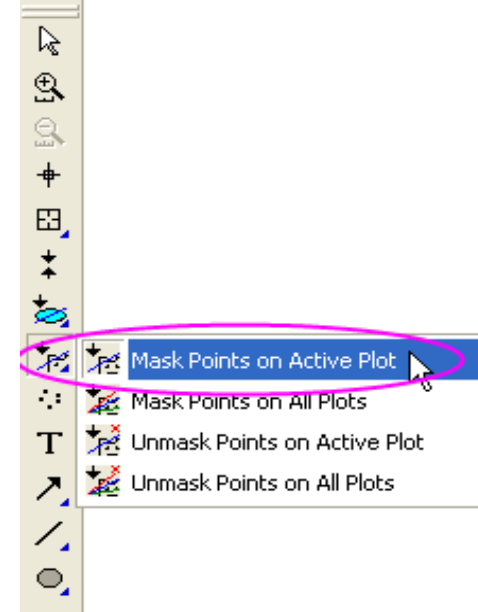 Mask Points on Active Plot
Mask Points on All Plots
T
Unmask Points on Active Plot
Unmask Points on All Plots